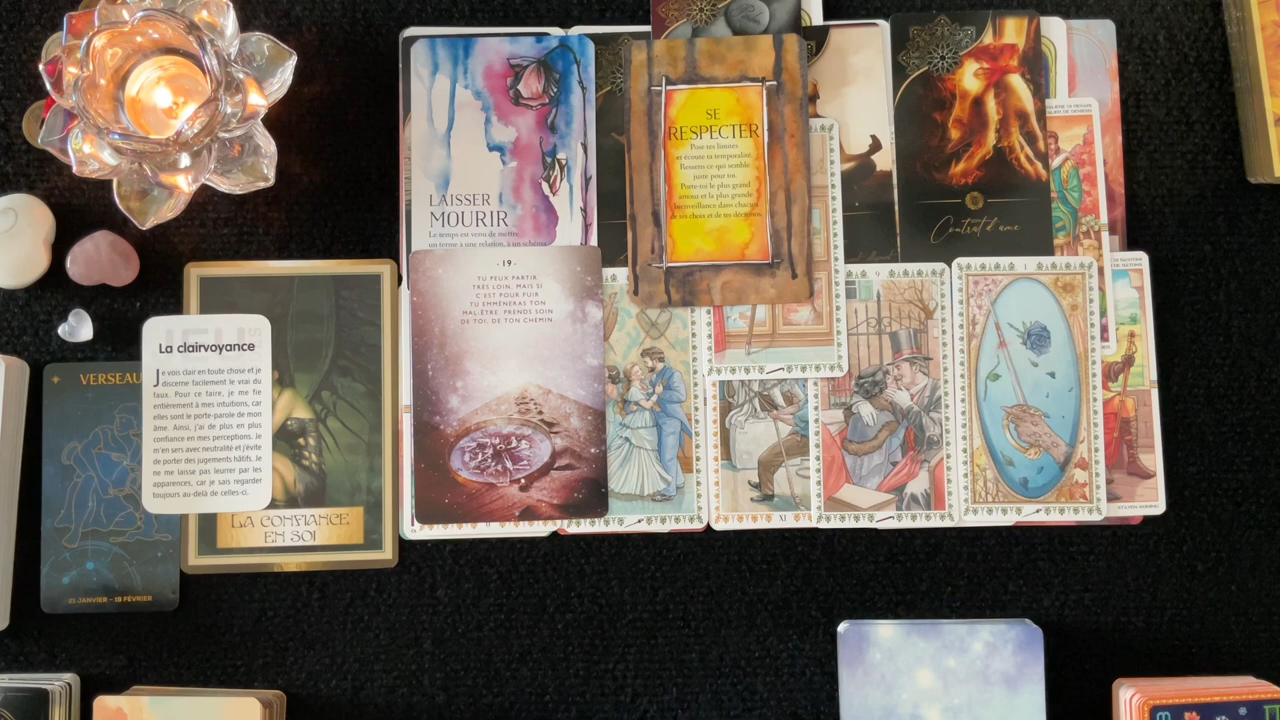 LAISSER
MOURIR
Le temps est venu de mettre
un terme à une relation, à un schéma
SE
RESPECTER
Pose tes limites
et écoute ta temporalité.
Ressens ce qui semble
juste pour toi.
Porte-toi le plus grand
amour et la plus grande
bienveillance dans chacun
de tes choix et de tes décisions.
Contrat d'âme
- 19 -
TU PEUX PARTIR
TRÈS LOIN, MAIS SI
C'EST POUR FUIR
TU EMMÈNERAS TON
MAL-ÊTRE. PRENDS SOIN
DE TOI, DE TON CHEMIN
XI
9
1
STAVEN KONING
La clairvoyance
Je vois clair en toute chose et je
discerne facilement le vrai du
faux. Pour ce faire, je me fie
entièrement à mes intuitions, car
elles sont le porte-parole de mon
âme. Ainsi, j'ai de plus en plus
confiance en mes perceptions. Je
m'en sers avec neutralité et j'évite
de porter des jugements hâtifs. Je
ne me laisse pas leurrer par les
apparences, car je sais regarder
toujours au-delà de celles-ci.
LA CONFIANCE
EN SOI
VERSEAU
21 JANVIER - 19 FÉVRIER